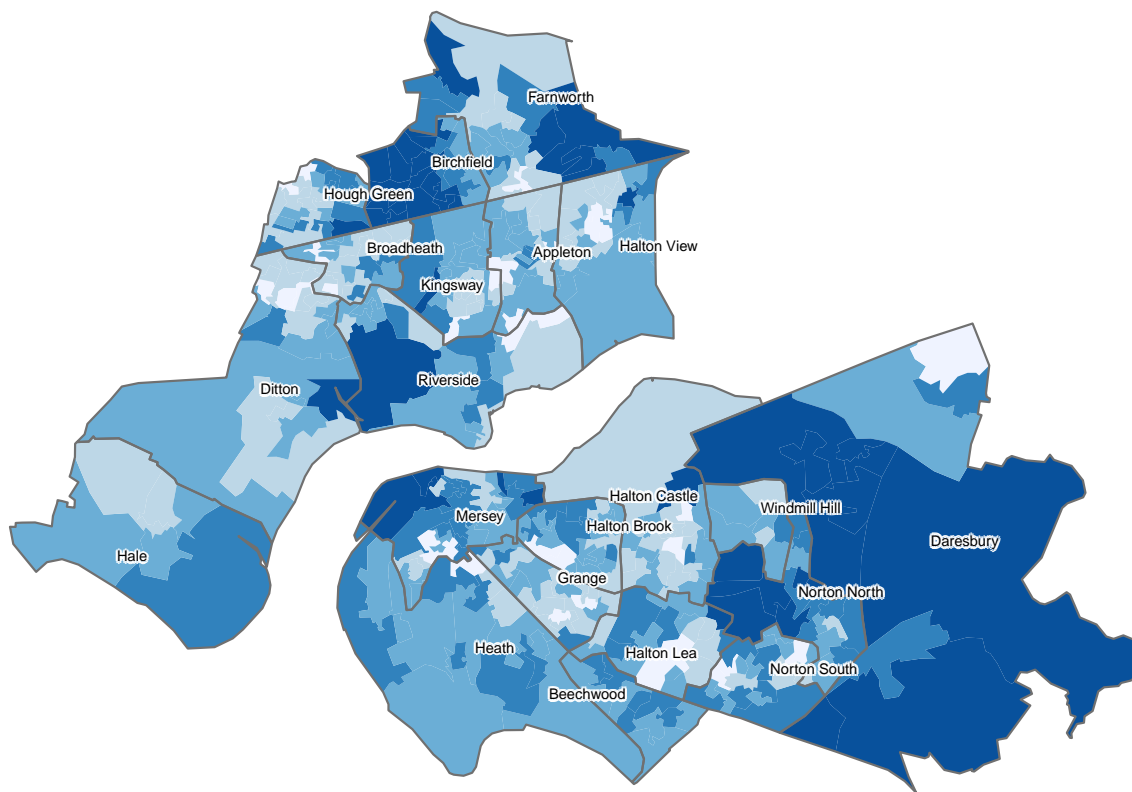 Farnworth
Birchfield
Hough Green
Broadheath
Halton View
Appleton
Kingsway
Riverside
Ditton
Halton Castle
Windmill Hill
Mersey
Halton Brook
Daresbury
Hale
Grange
Norton North
Heath
Halton Lea
Norton South
Beechwood